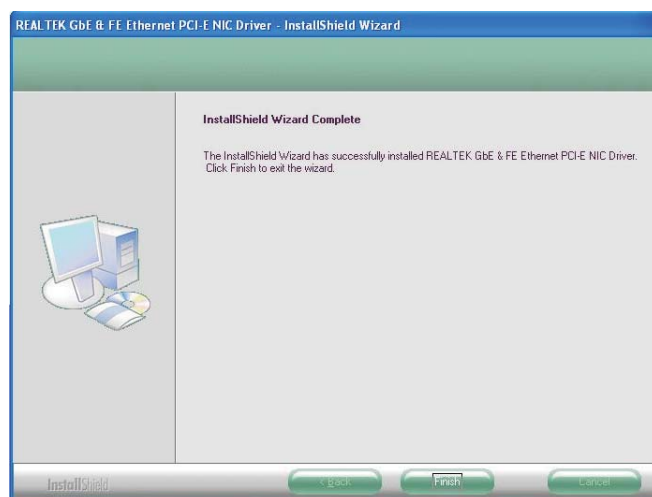 REALTEK GbE & FE Ethernet PCI-E NIC Driver - InstallShield Wizard
InstallShield Wizard Complete
The InstallShield Wizard has successfully installed REALTEK GbE & FE Ethernet PCI-E NIC Driver.
Click Finish to exit the wizard.
InstallShield
< Back
Finish
Cancel